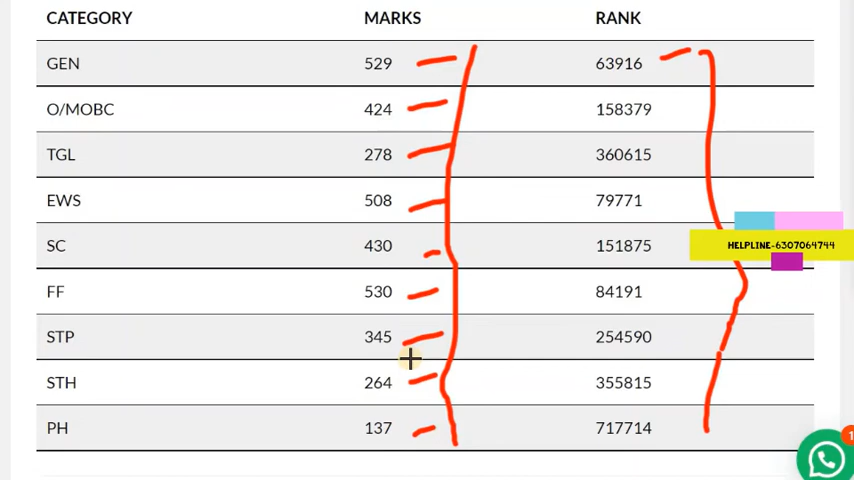 CATEGORY MARKS RANK
GEN 529 63916
O/MOBC 424 158379
TGL 278 360615
EWS 508 79771
SC 430 151875
HELPLINE-6307064744
FF 530 84191
STP 345 254590
STH 264 355815
PH 137 717714
1